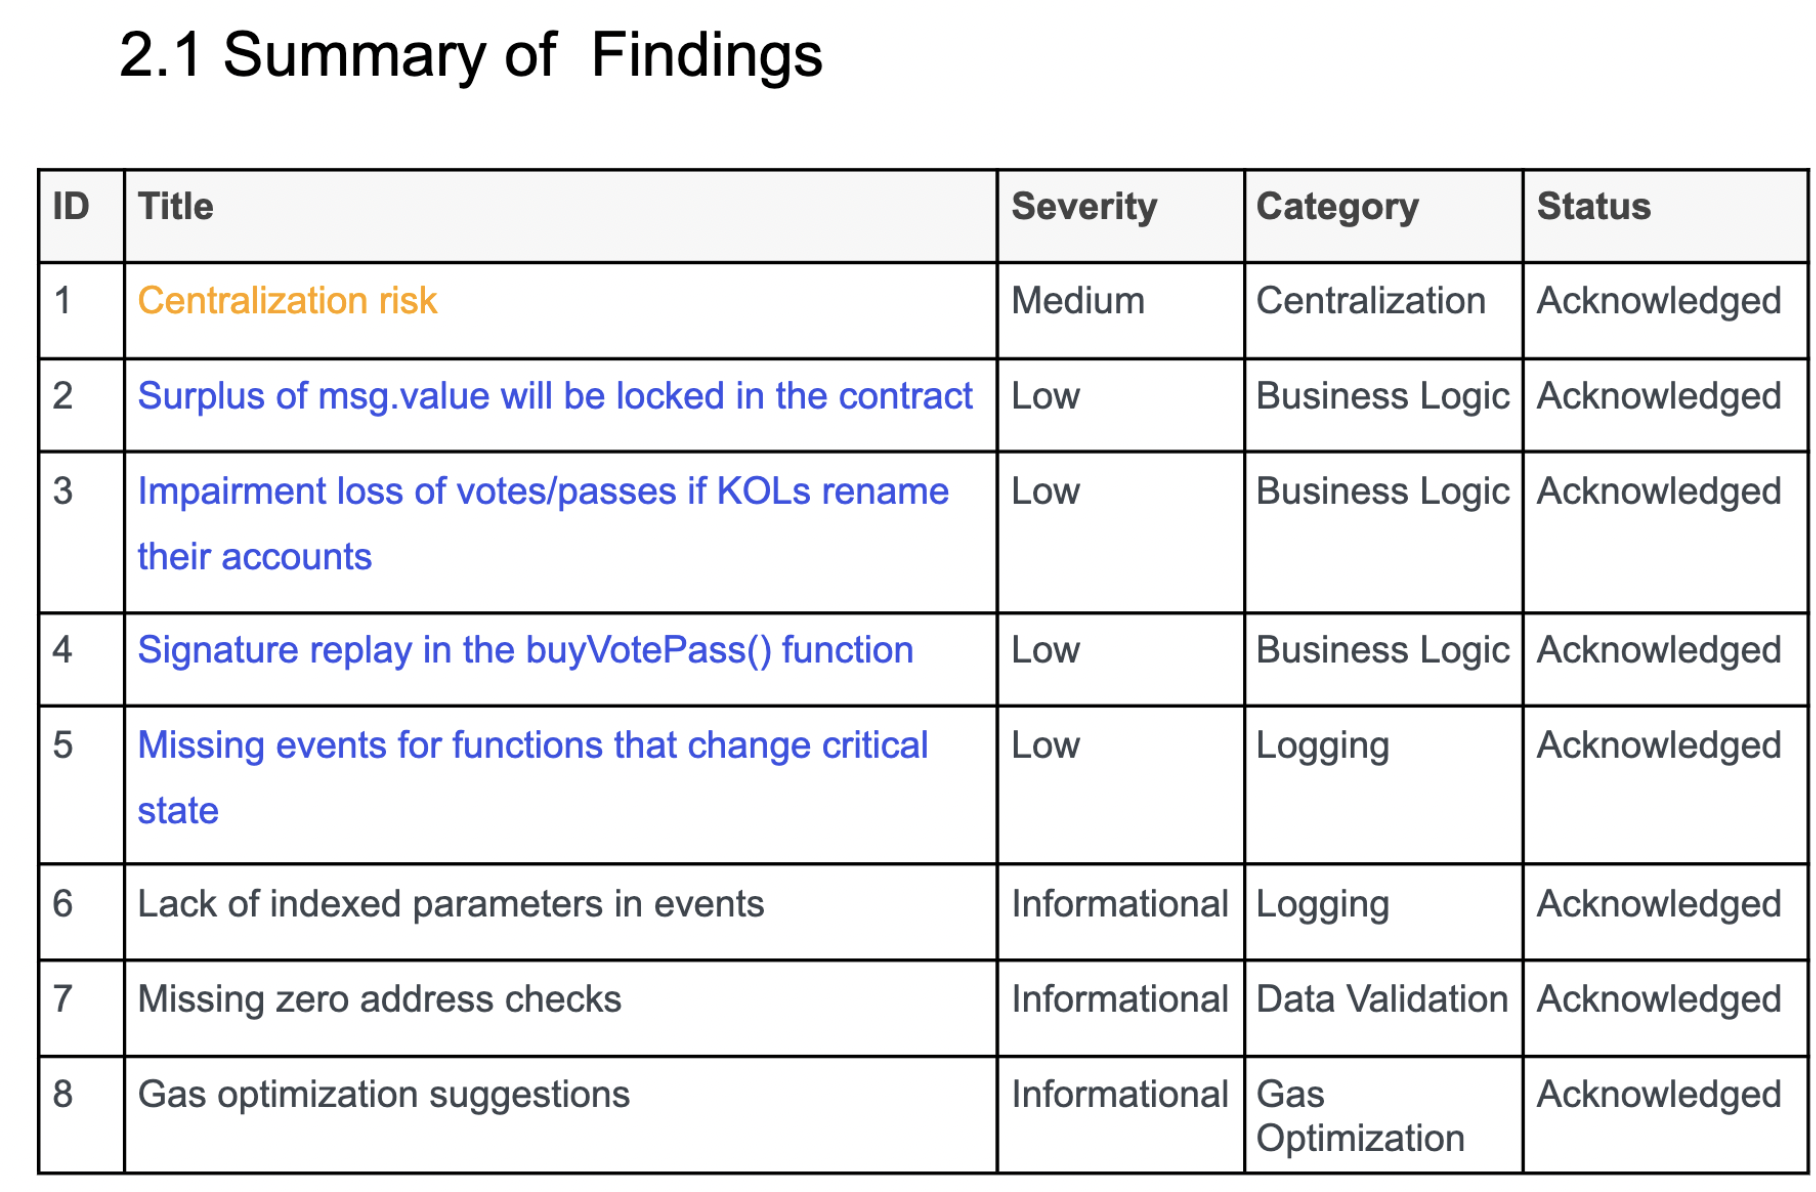 2.1 Summary of  Findings
ID Title Severity Category Status
1 Centralization risk Medium Centralization Acknowledged
2 Surplus of msg.value will be locked in the contract Low Business Logic Acknowledged
3 Impairment loss of votes/passes if KOLs rename Low Business Logic Acknowledged
their accounts
4 Signature replay in the buyVotePass() function Low Business Logic Acknowledged
5 Missing events for functions that change critical Low Logging Acknowledged
state
6 Lack of indexed parameters in events Informational Logging Acknowledged
7 Missing zero address checks Informational Data Validation Acknowledged
8 Gas optimization suggestions Informational Gas Acknowledged
Optimization